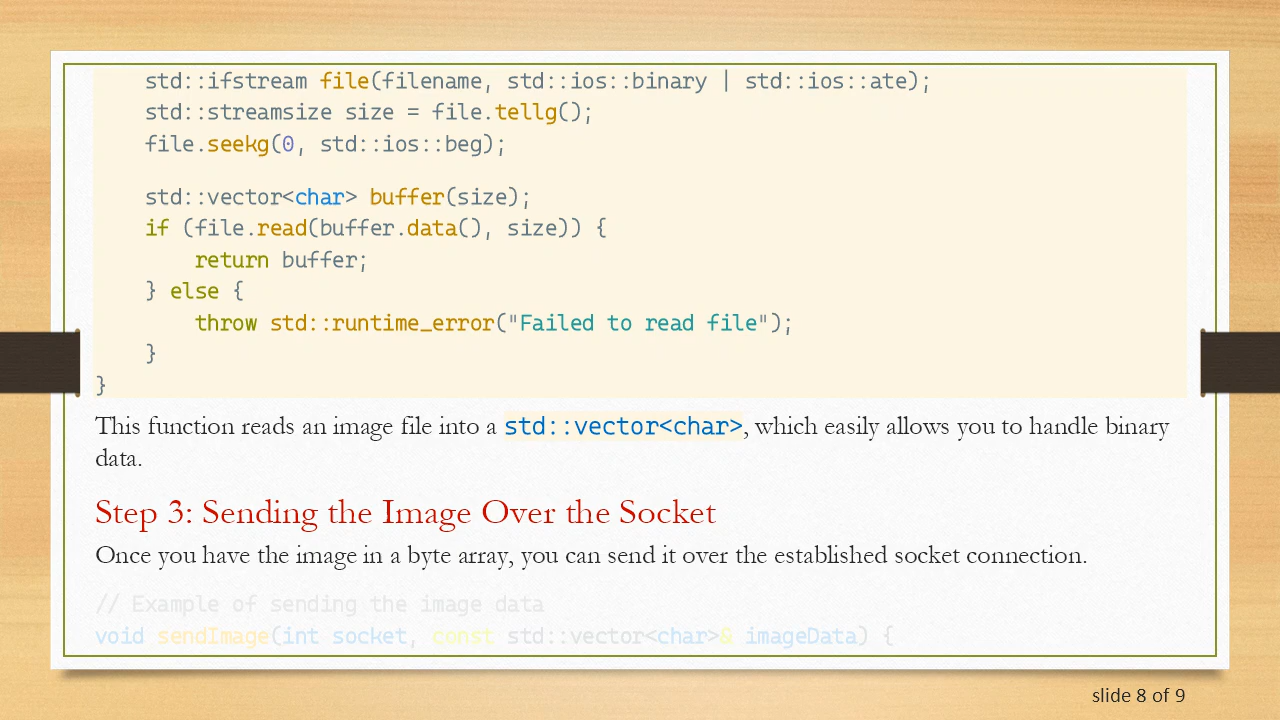 std::ifstream file(filename, std::ios::binary | std::ios::ate);
std::streamsize size = file.tellg();
file.seekg(0, std::ios::beg);
std::vector<char> buffer(size);
if (file.read(buffer.data(), size)) {
return buffer;
} else {
throw std::runtime_error("Failed to read file");
}
}
This function reads an image file into a std::vector<char>, which easily allows you to handle binary
data.
Step 3: Sending the Image Over the Socket
Once you have the image in a byte array, you can send it over the established socket connection.
// Example of sending the image data
void sendImage(int socket, const std::vector<char>& imageData) {
slide 8 of 9